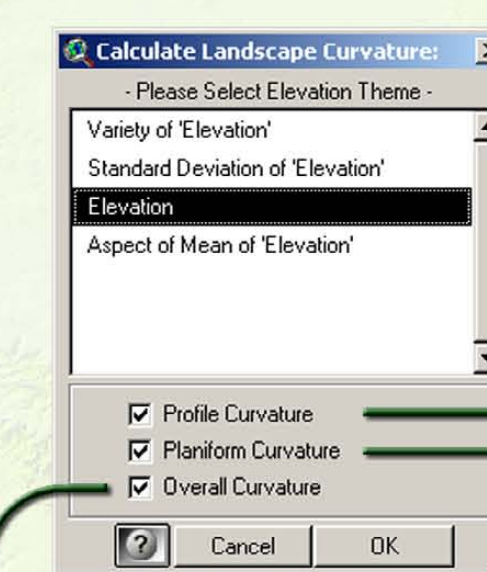 Calculate Landscape Curvature:
- Please Select Elevation Theme -
Variety of 'Elevation'
Standard Deviation of 'Elevation'
Elevation
Aspect of Mean of 'Elevation'
Profile Curvature
Planiform Curvature
Overall Curvature
? Cancel OK